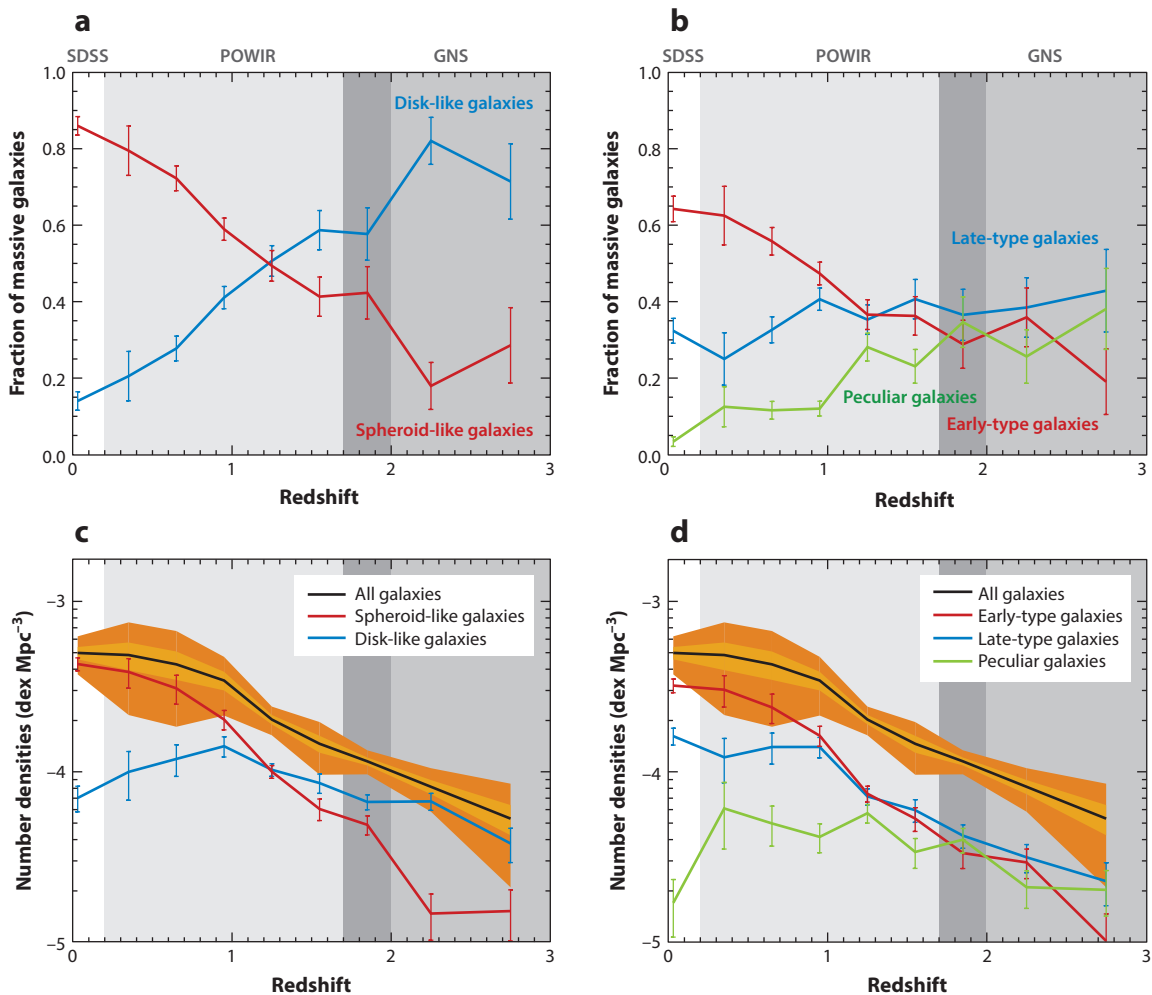 a
SDSS POWIR GNS
1.0
0.8
0.6
0.4
0.2
0.0
Fraction of massive galaxies
Disk-like galaxies
Spheroid-like galaxies
0 1 2 3
Redshift
b
SDSS POWIR GNS
1.0
0.8
0.6
0.4
0.2
0.0
Fraction of massive galaxies
Late-type galaxies
Peculiar galaxies
Early-type galaxies
0 1 2 3
Redshift
c
−3
−4
−5
Number densities (dex Mpc⁻³)
All galaxies
Spheroid-like galaxies
Disk-like galaxies
0 1 2 3
Redshift
d
−3
−4
−5
Number densities (dex Mpc⁻³)
All galaxies
Early-type galaxies
Late-type galaxies
Peculiar galaxies
0 1 2 3
Redshift